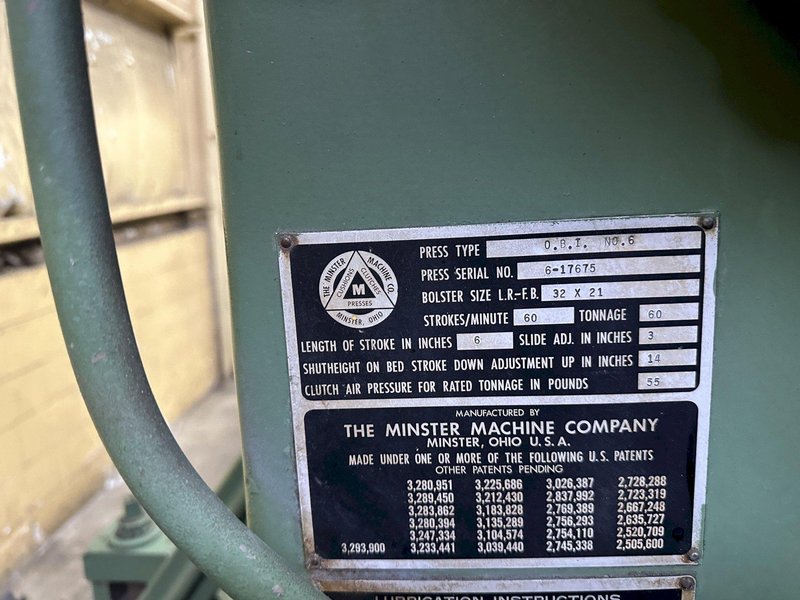 THE MINSTER MACHINE CO.
CUSHIONS CLUTCHES
M
PRESSES
MINSTER, OHIO
PRESS TYPE O.B.I. NO.6
PRESS SERIAL NO. 6-17675
BOLSTER SIZE L.R.-F.B. 32 X 21
STROKES/MINUTE 60 TONNAGE 60
LENGTH OF STROKE IN INCHES 6 SLIDE ADJ. IN INCHES 3
SHUTHEIGHT ON BED STROKE DOWN ADJUSTMENT UP IN INCHES 14
CLUTCH AIR PRESSURE FOR RATED TONNAGE IN POUNDS 55
MANUFACTURED BY
THE MINSTER MACHINE COMPANY
MINSTER, OHIO U.S.A.
MADE UNDER ONE OR MORE OF THE FOLLOWING U.S. PATENTS
OTHER PATENTS PENDING
3,280,951 3,225,686 3,026,387 2,728,288
3,289,450 3,212,430 2,837,992 2,723,319
3,283,862 3,183,828 2,769,389 2,667,248
3,280,394 3,135,289 2,756,293 2,635,727
3,247,334 3,104,574 2,754,110 2,520,709
3,293,900 3,233,441 3,039,440 2,745,338 2,505,600
LUBRICATION INSTRUCTIONS